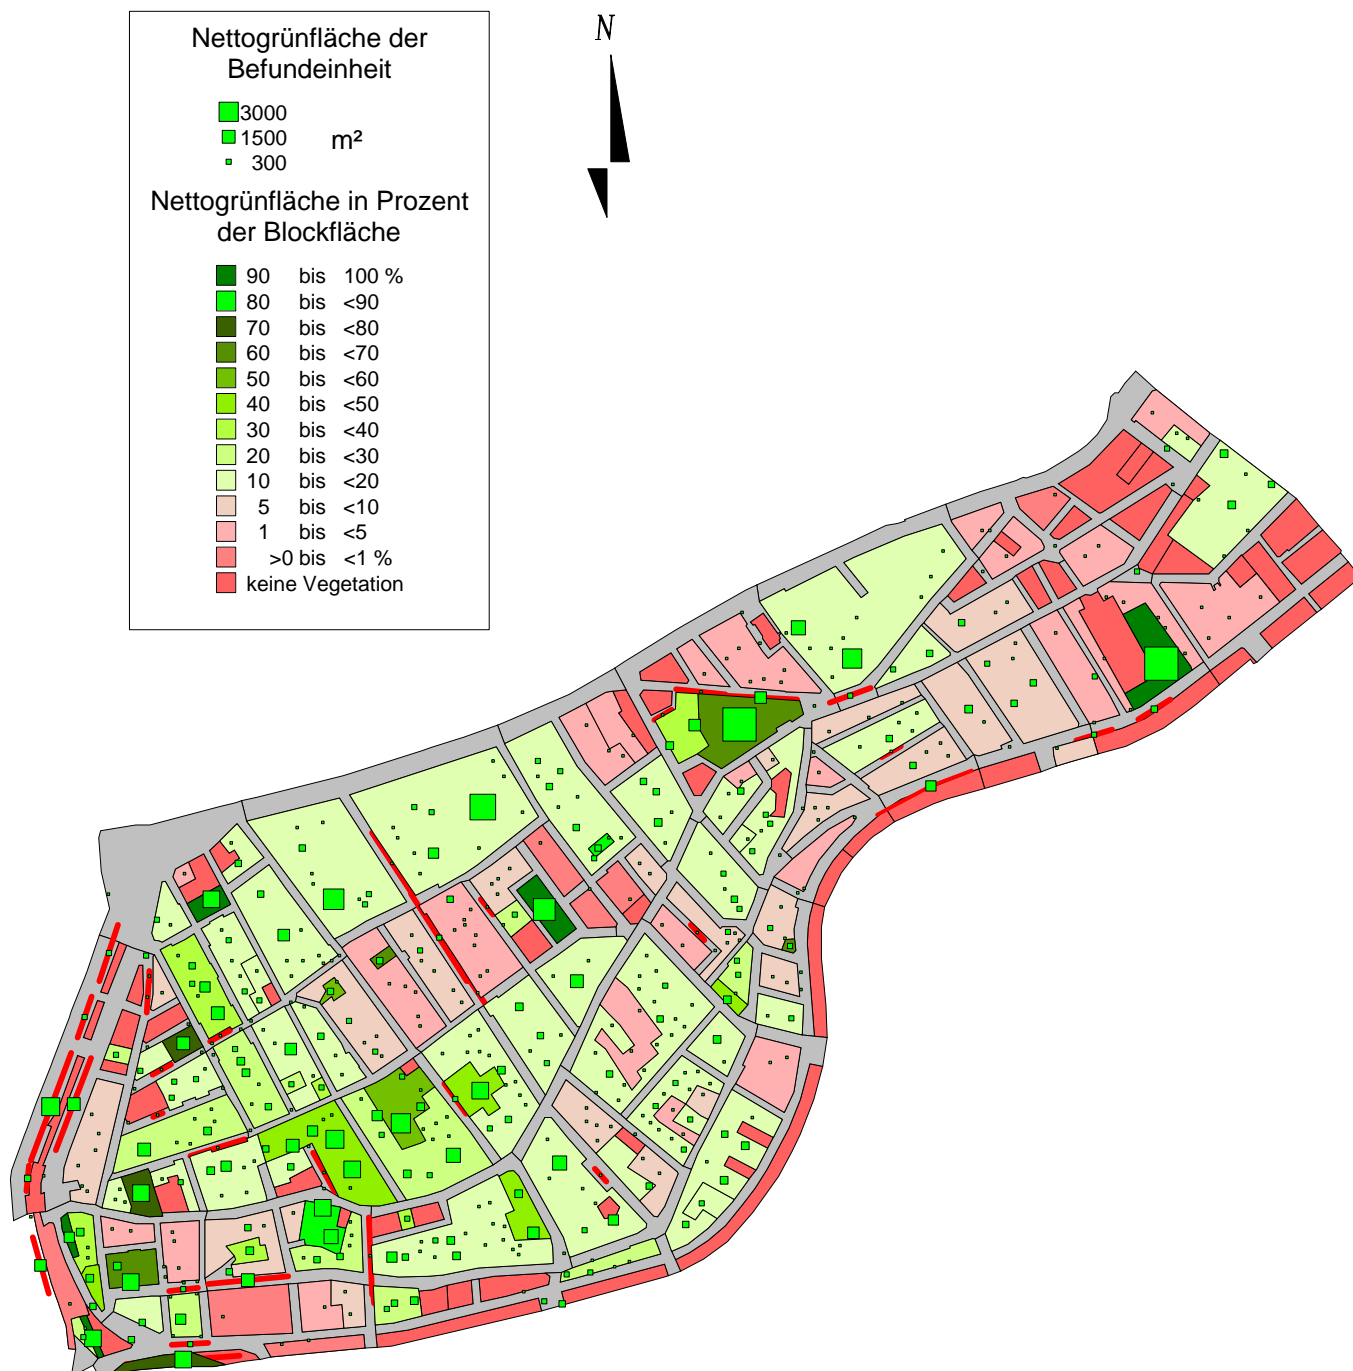 Nettogrünfläche der
Befundeinheit
3000
1500 m²
300
Nettogrünfläche in Prozent
der Blockfläche
90 bis 100 %
80 bis <90
70 bis <80
60 bis <70
50 bis <60
40 bis <50
30 bis <40
20 bis <30
10 bis <20
5 bis <10
1 bis <5
>0 bis <1 %
keine Vegetation
N